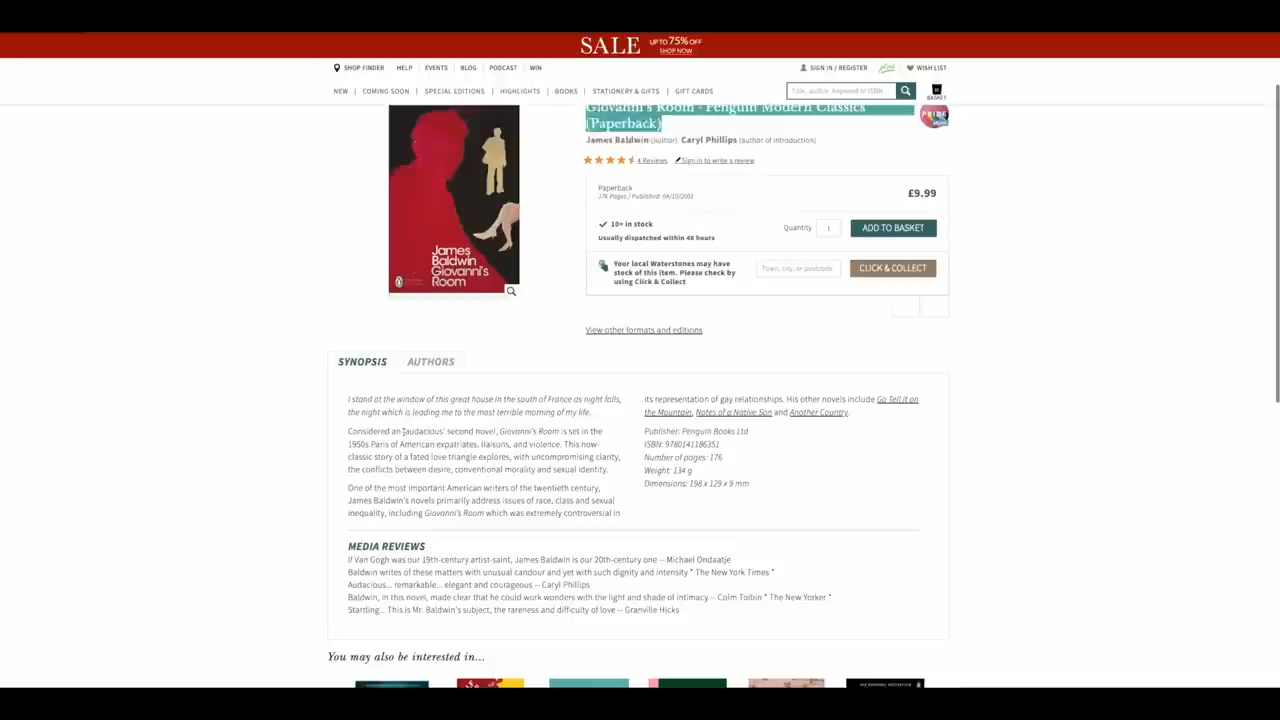 SALE UP TO 75% OFF
SHOP NOW
SHOP FINDER HELP EVENTS BLOG PODCAST WIN SIGN IN / REGISTER plus WISH LIST
NEW | COMING SOON | SPECIAL EDITIONS | HIGHLIGHTS | BOOKS | STATIONERY & GIFTS | GIFT CARDS Title, author, keyword or ISBN BASKET
Giovanni's Room - Penguin Modern Classics
(Paperback)
PRIDE
James Baldwin (author), Caryl Phillips (author of introduction)
4 Reviews Sign in to write a review
Paperback
176 Pages / Published: 04/10/2001
£9.99
10+ in stock
Usually dispatched within 48 hours
Quantity 1 ADD TO BASKET
Your local Waterstones may have
stock of this item. Please check by
using Click & Collect
Town, city, or postcode CLICK & COLLECT
James
Baldwin
Giovanni's
Room
View other formats and editions
SYNOPSIS AUTHORS
I stand at the window of this great house in the south of France as night falls,
the night which is leading me to the most terrible morning of my life.
Considered an 'audacious' second novel, Giovanni's Room is set in the
1950s Paris of American expatriates, liaisons, and violence. This now-
classic story of a fated love triangle explores, with uncompromising clarity,
the conflicts between desire, conventional morality and sexual identity.
One of the most important American writers of the twentieth century,
James Baldwin's novels primarily address issues of race, class and sexual
inequality, including Giovanni's Room which was extremely controversial in
its representation of gay relationships. His other novels include Go Tell it on
the Mountain, Notes of a Native Son and Another Country.
Publisher: Penguin Books Ltd
ISBN: 9780141186351
Number of pages: 176
Weight: 134 g
Dimensions: 198 x 129 x 9 mm
MEDIA REVIEWS
If Van Gogh was our 19th-century artist-saint, James Baldwin is our 20th-century one -- Michael Ondaatje
Baldwin writes of these matters with unusual candour and yet with such dignity and intensity * The New York Times *
Audacious... remarkable... elegant and courageous -- Caryl Phillips
Baldwin, in this novel, made clear that he could work wonders with the light and shade of intimacy -- Colm Toibin * The New Yorker *
Startling... This is Mr. Baldwin's subject, the rareness and difficulty of love -- Granville Hicks
You may also be interested in...